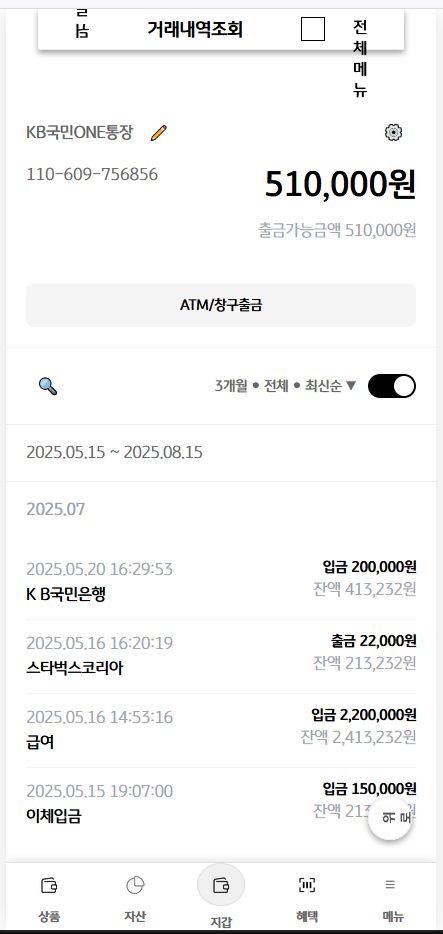 거래내역조회
전
체
메
뉴
KB국민ONE통장
110-609-756856
510,000원
출금가능금액 510,000원
ATM/창구출금
3개월 • 전체 • 최신순 ▼
2025.05.15 ~ 2025.08.15
2025.07
2025.05.20 16:29:53
입금 200,000원
K B국민은행
잔액 413,232원
2025.05.16 16:20:19
출금 22,000원
스타벅스코리아
잔액 213,232원
2025.05.16 14:53:16
입금 2,200,000원
급여
잔액 2,413,232원
2025.05.15 19:07:00
입금 150,000원
이체입금
잔액
위로
상품
자산
지갑
혜택
메뉴